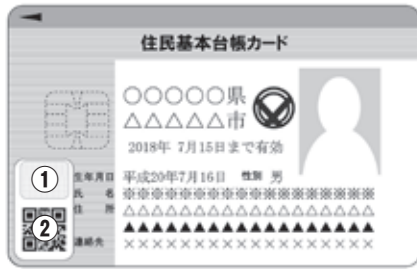 住民基本台帳カード
○○○○○県
△△△△△市
2018年 7月15日まで有効
① 生年月日 平成20年7月16日 性別 男
氏 名 ※※※※※※※※※※※※※※※※※※
住 所 △△△△△△△△△△△△△△
② ▲▲▲▲▲▲▲▲▲▲▲▲▲▲▲▲▲▲
連絡先 ××××××××××××××